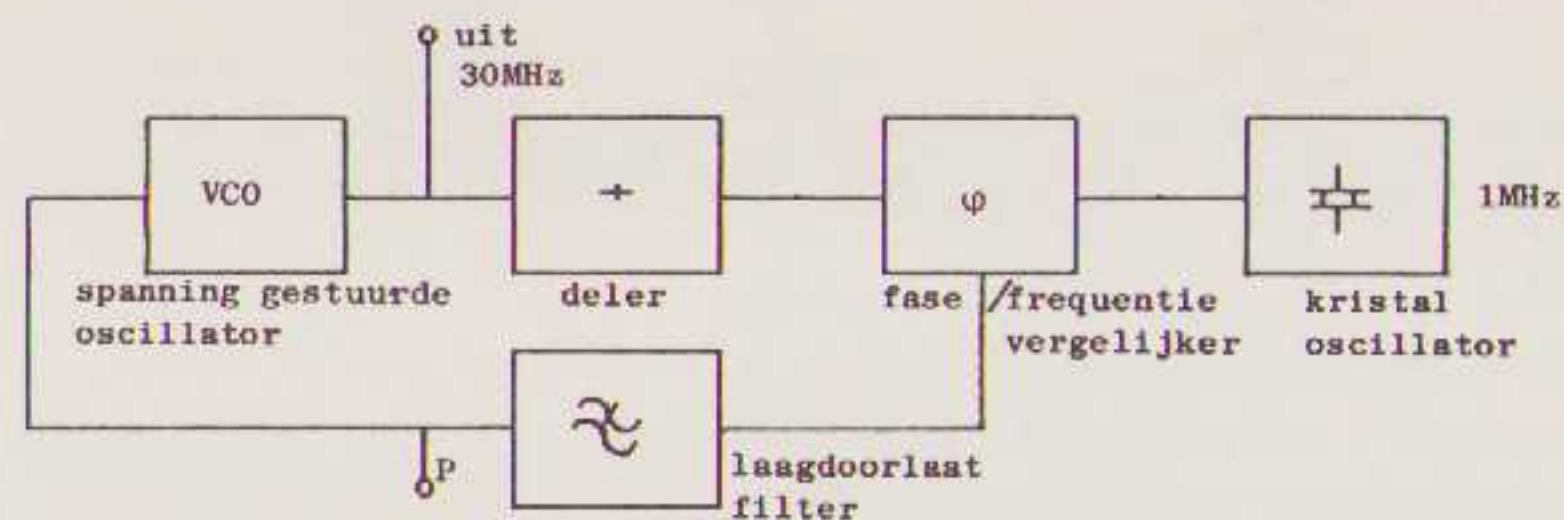 uit
30MHz
VCO
φ
1MHz
spanning gestuurde
oscillator
deler
fase /frequentie
vergelijker
kristal
oscillator
P
laagdoorlaat
filter